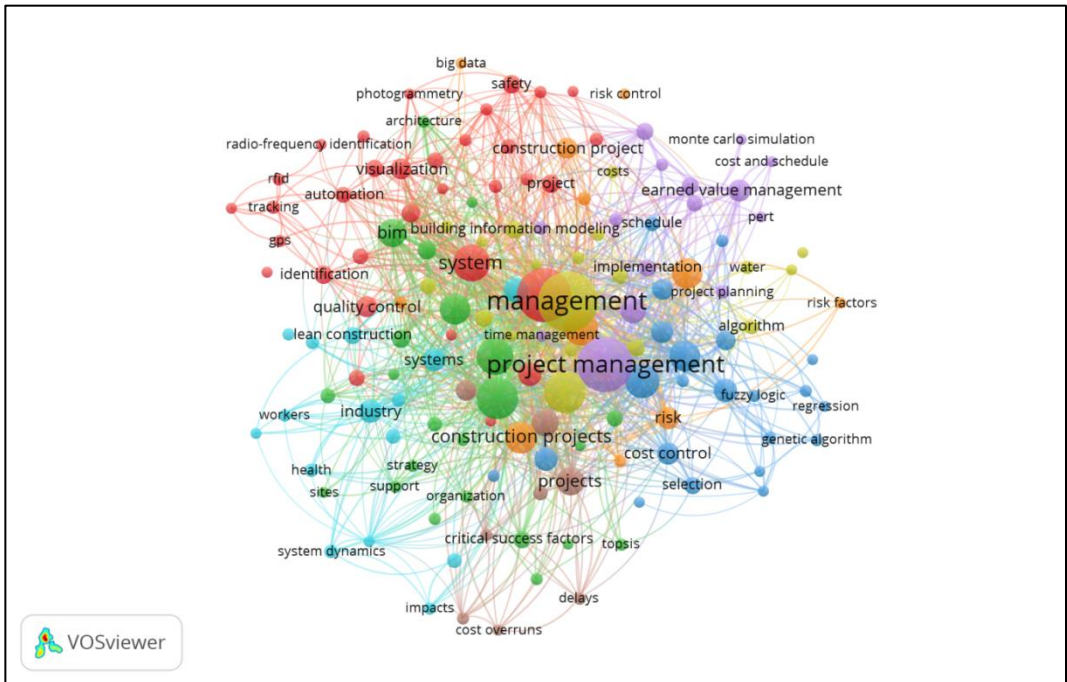 big data
safety
photogrammetry
risk control
architecture
radio-frequency identification
construction project
monte carlo simulation
visualization
costs
cost and schedule
rfid
automation
project
earned value management
tracking
bim
building information modeling
schedule
pert
gps
system
implementation
water
identification
project planning
management
risk factors
quality control
lean construction
time management
algorithm
systems
project management
fuzzy logic
regression
workers
industry
risk
construction projects
genetic algorithm
cost control
health
strategy
projects
selection
sites
support
organization
critical success factors
topsis
system dynamics
delays
impacts
cost overruns
VOSviewer